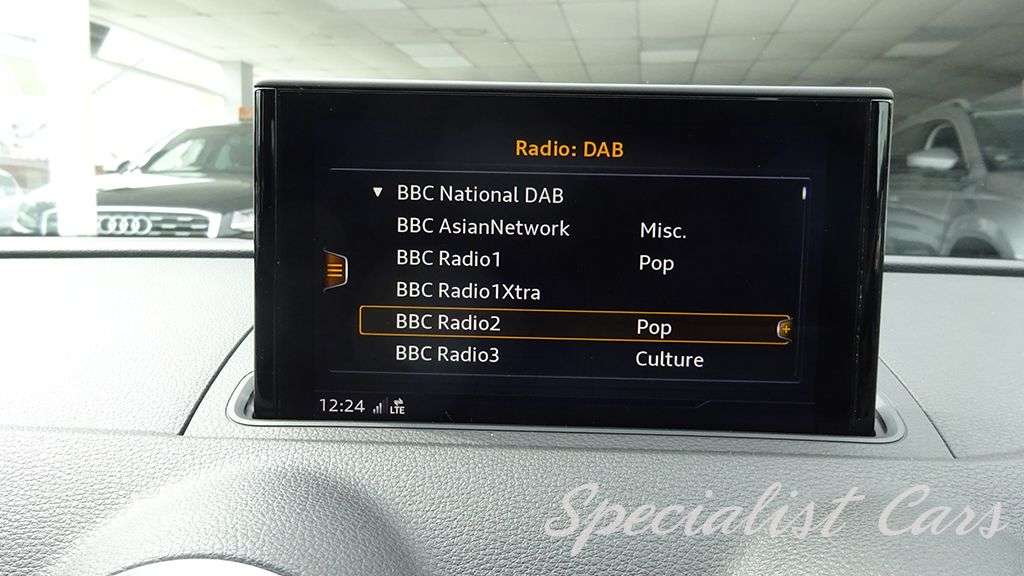 Radio: DAB
▼ BBC National DAB
BBC AsianNetwork Misc.
BBC Radio1 Pop
BBC Radio1Xtra
BBC Radio2 Pop
BBC Radio3 Culture
12:24 LTE
Specialist Cars